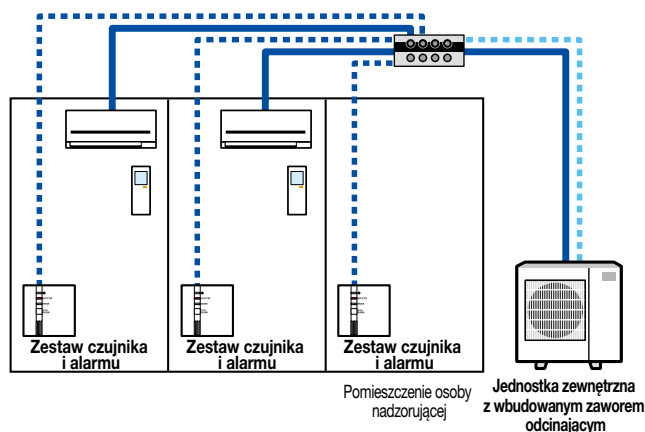 Zestaw czujnika
i alarmu
Zestaw czujnika
i alarmu
Zestaw czujnika
i alarmu
Pomieszczenie osoby
nadzorującej
Jednostka zewnętrzna
z wbudowanym zaworem
odcinającym